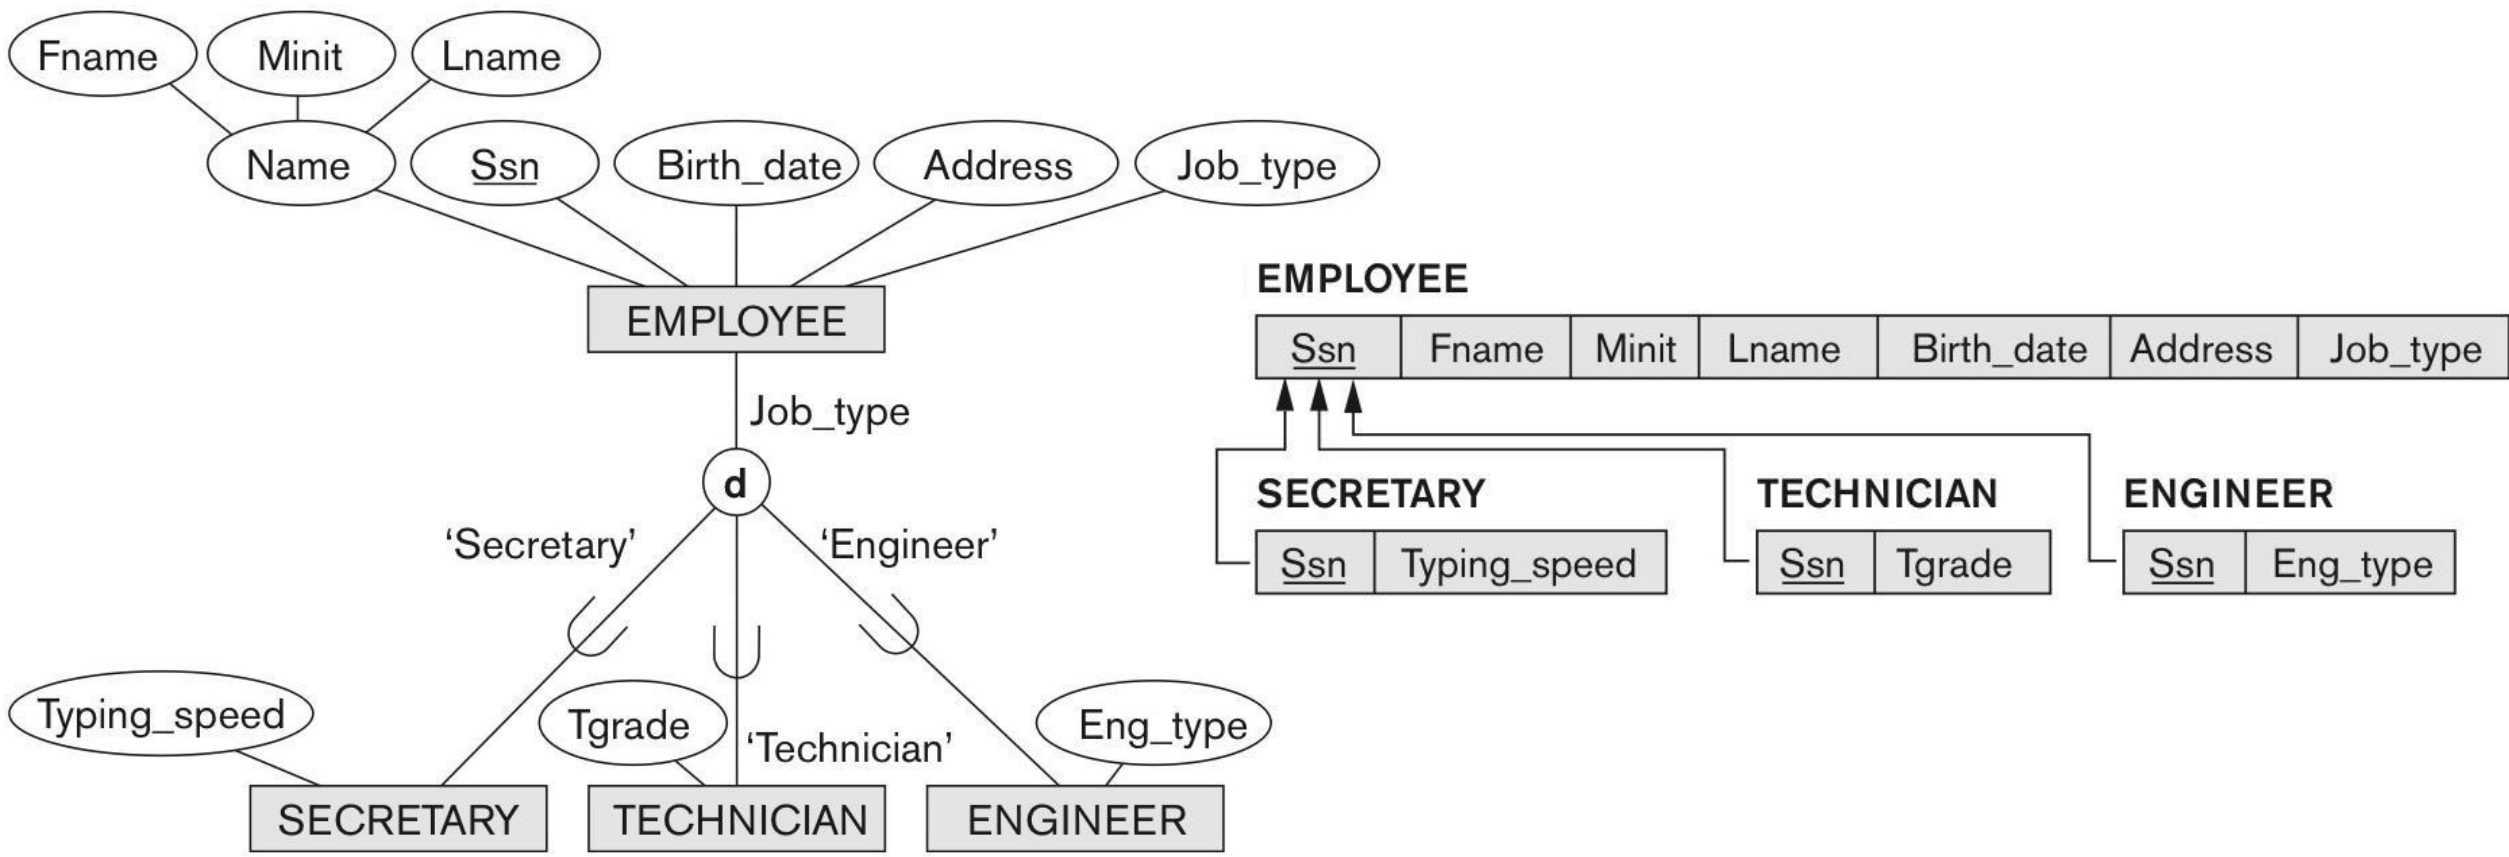 Fname Minit Lname
Name Ssn Birth_date Address Job_type
EMPLOYEE
Job_type
d
‘Secretary’ ‘Engineer’
Typing_speed Tgrade ‘Technician’ Eng_type
SECRETARY TECHNICIAN ENGINEER
EMPLOYEE
Ssn Fname Minit Lname Birth_date Address Job_type
SECRETARY TECHNICIAN ENGINEER
Ssn Typing_speed Ssn Tgrade Ssn Eng_type